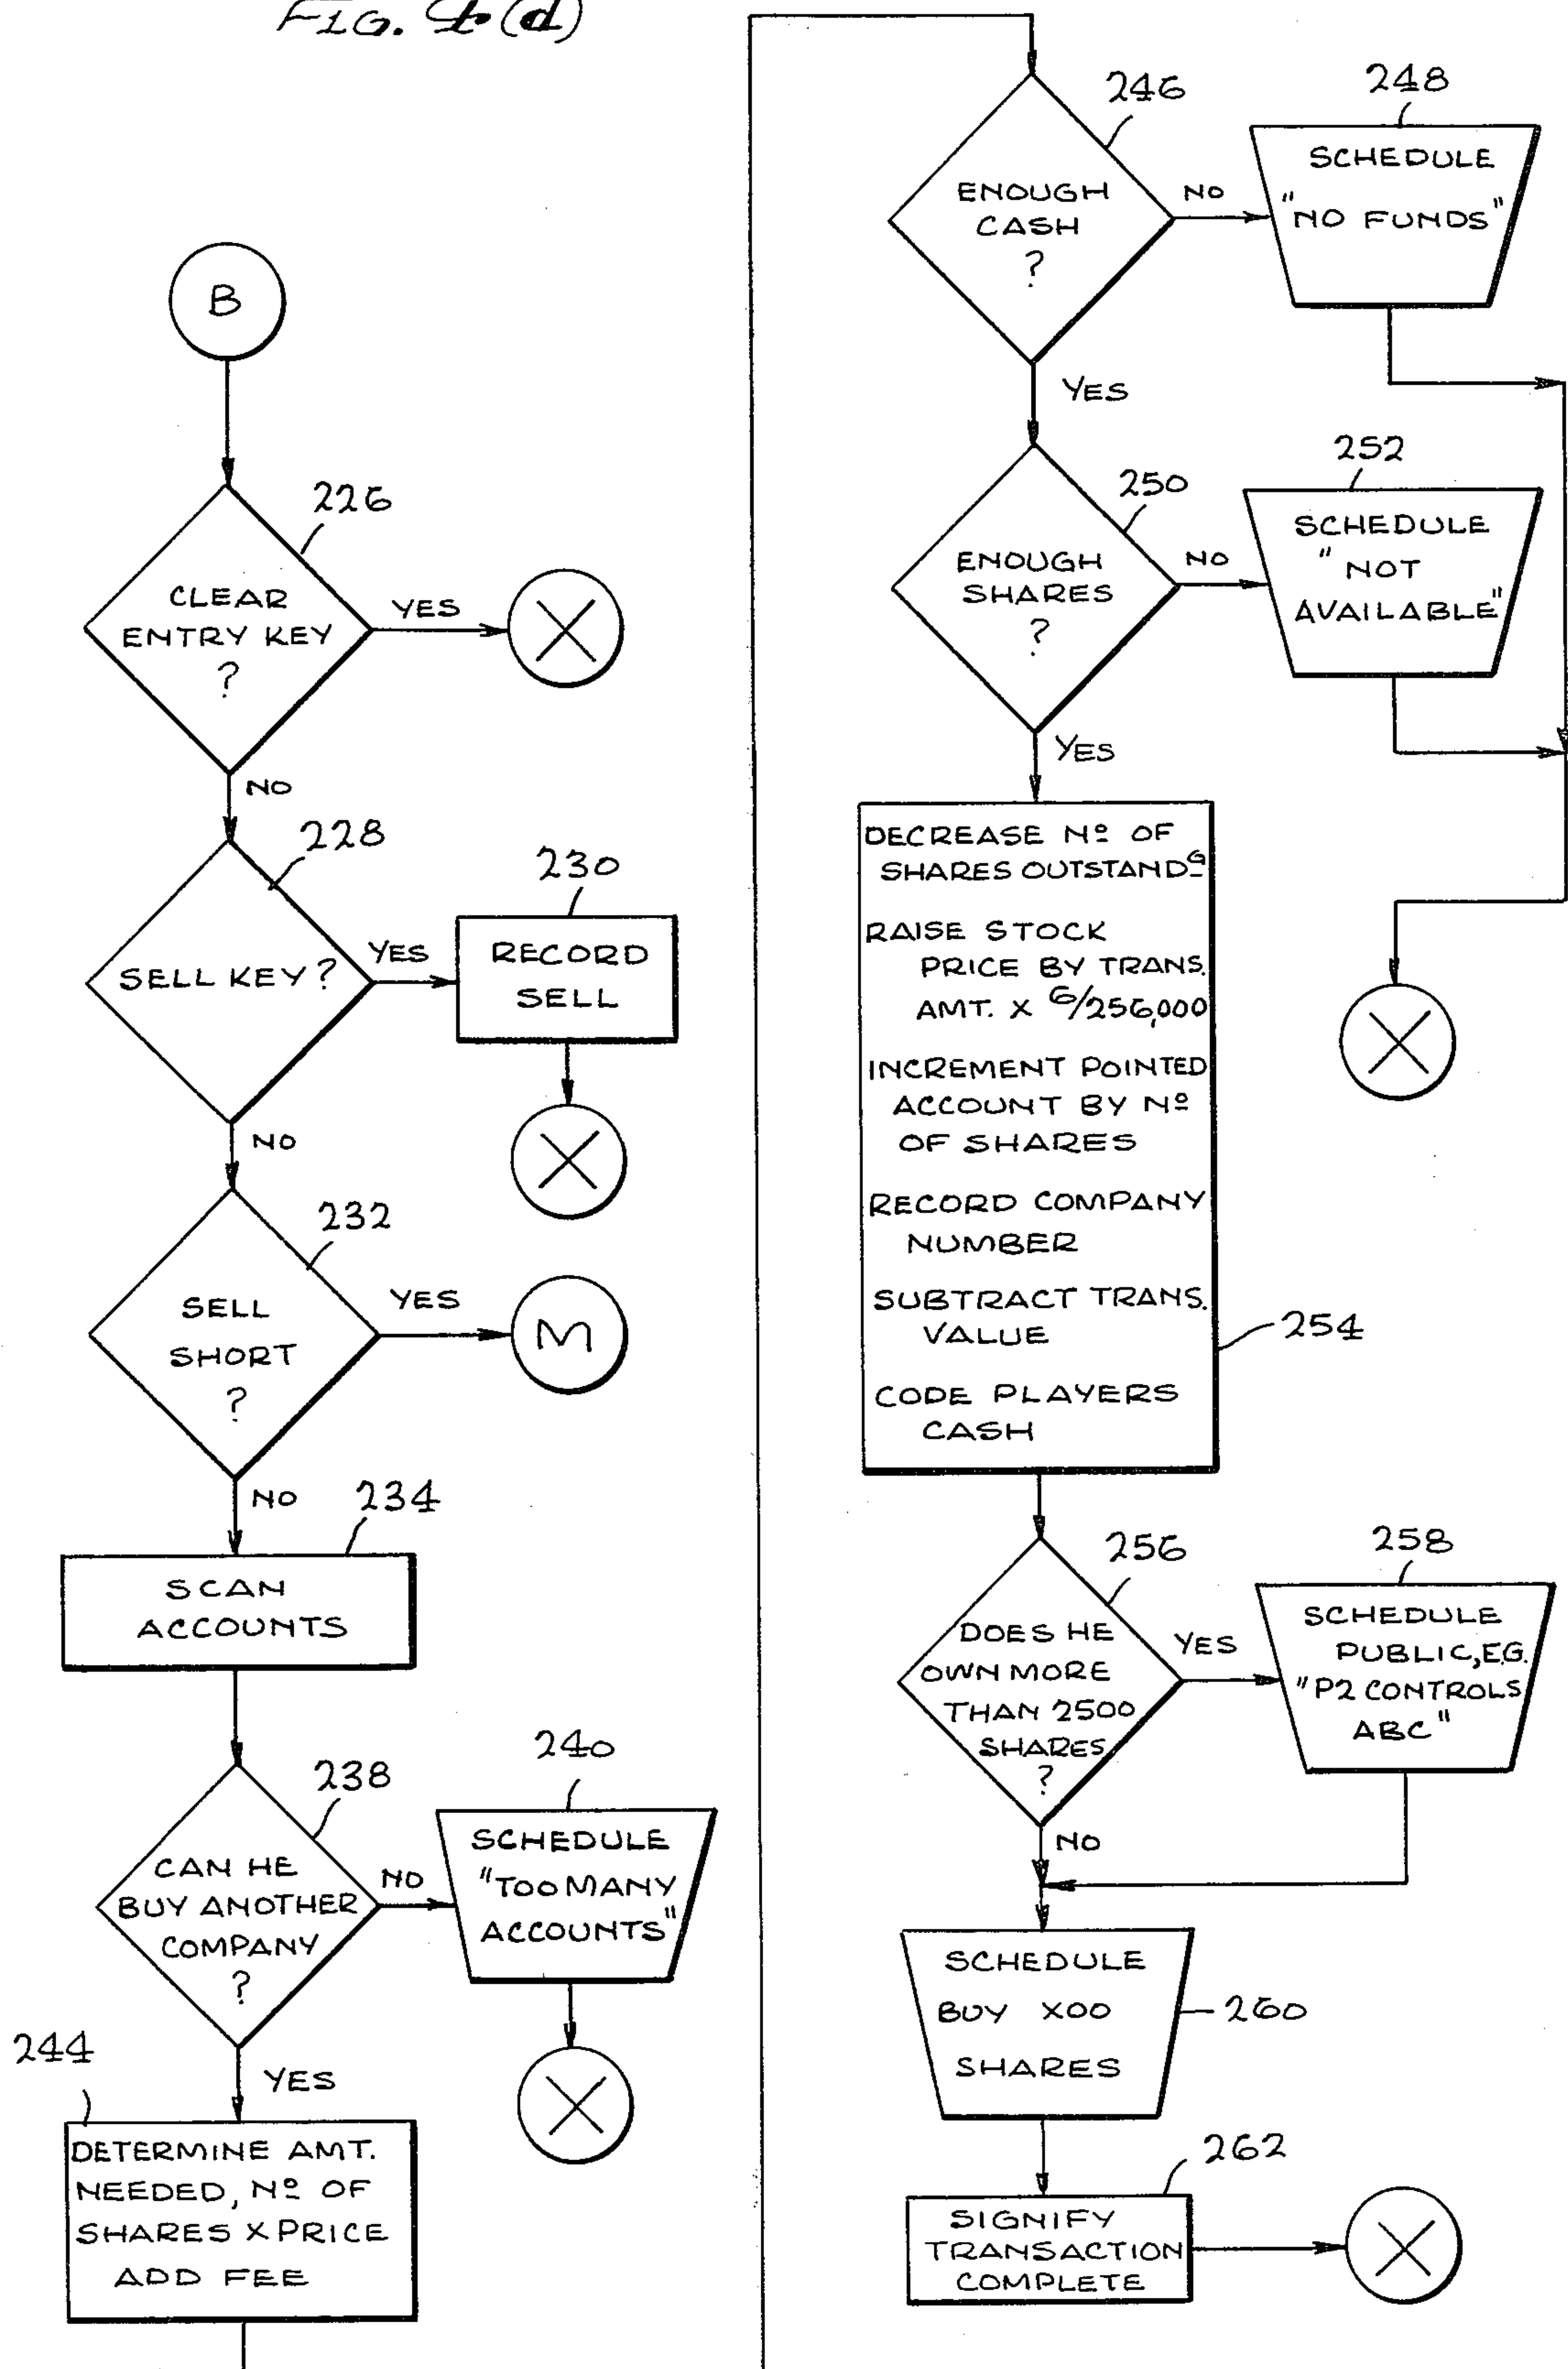 FIG. 4(d)
B
226
CLEAR
ENTRY KEY
?
YES
NO
228
SELL KEY?
YES
230
RECORD
SELL
NO
232
SELL
SHORT
?
YES
M
NO
234
SCAN
ACCOUNTS
238
CAN HE
BUY ANOTHER
COMPANY
?
NO
240
SCHEDULE
"TOO MANY
ACCOUNTS"
YES
244
DETERMINE AMT.
NEEDED, Nº OF
SHARES X PRICE
ADD FEE
246
ENOUGH
CASH
?
NO
248
SCHEDULE
"NO FUNDS"
YES
250
ENOUGH
SHARES
?
NO
252
SCHEDULE
"NOT
AVAILABLE"
YES
DECREASE Nº OF
SHARES OUTSTANDG
RAISE STOCK
PRICE BY TRANS.
AMT. X 6/256,000
INCREMENT POINTED
ACCOUNT BY Nº
OF SHARES
RECORD COMPANY
NUMBER
SUBTRACT TRANS.
VALUE
CODE PLAYERS
CASH
254
256
DOES HE
OWN MORE
THAN 2500
SHARES
?
YES
258
SCHEDULE
PUBLIC, E.G.
"P2 CONTROLS
ABC"
NO
SCHEDULE
BUY X00
SHARES
260
262
SIGNIFY
TRANSACTION
COMPLETE